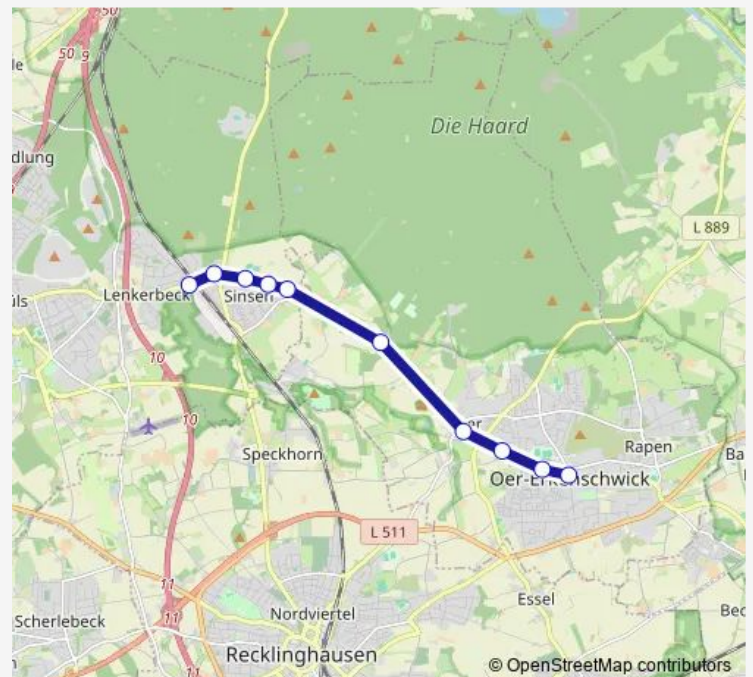 50
50
9
Die Haard
L 889
Lenkerbeck
Sinsen
10
10
Speckhorn
Rapen
Oer-Erkenschwick
L 511
11
Essel
Scherlebeck
11
Nordviertel
11
Recklinghausen
© OpenStreetMap contributors